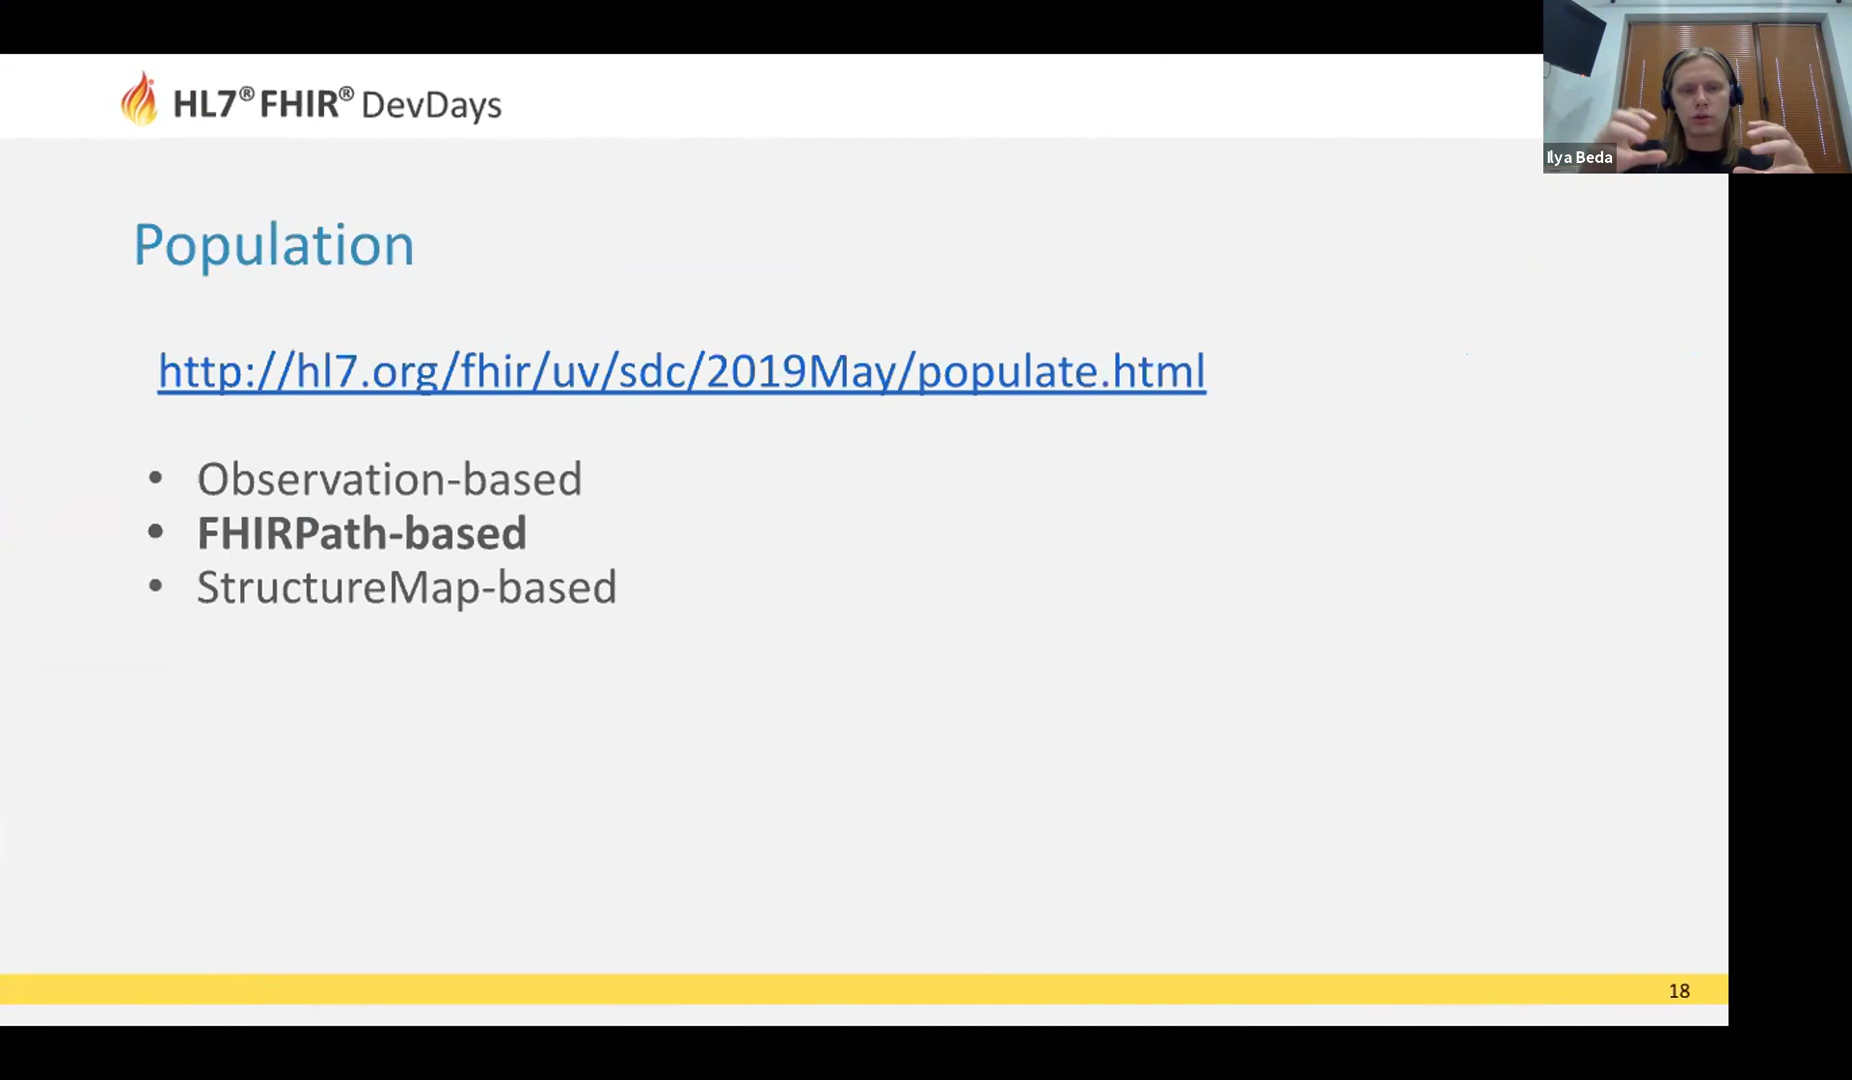 HL7® FHIR® DevDays
Ilya Beda
Population
http://hl7.org/fhir/uv/sdc/2019May/populate.html
• Observation-based
• FHIRPath-based
• StructureMap-based
18